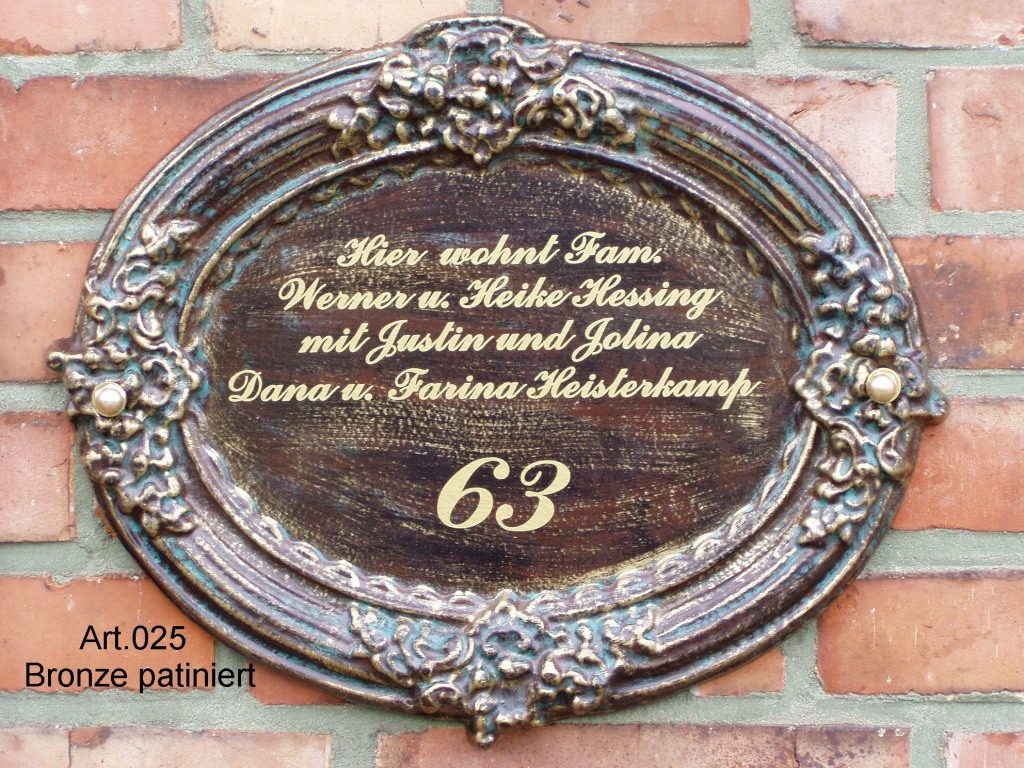 Hier wohnt Fam.
Werner u. Heike Hessing
mit Justin und Jolina
Dana u. Farina Heisterkamp
63
Art.025
Bronze patiniert